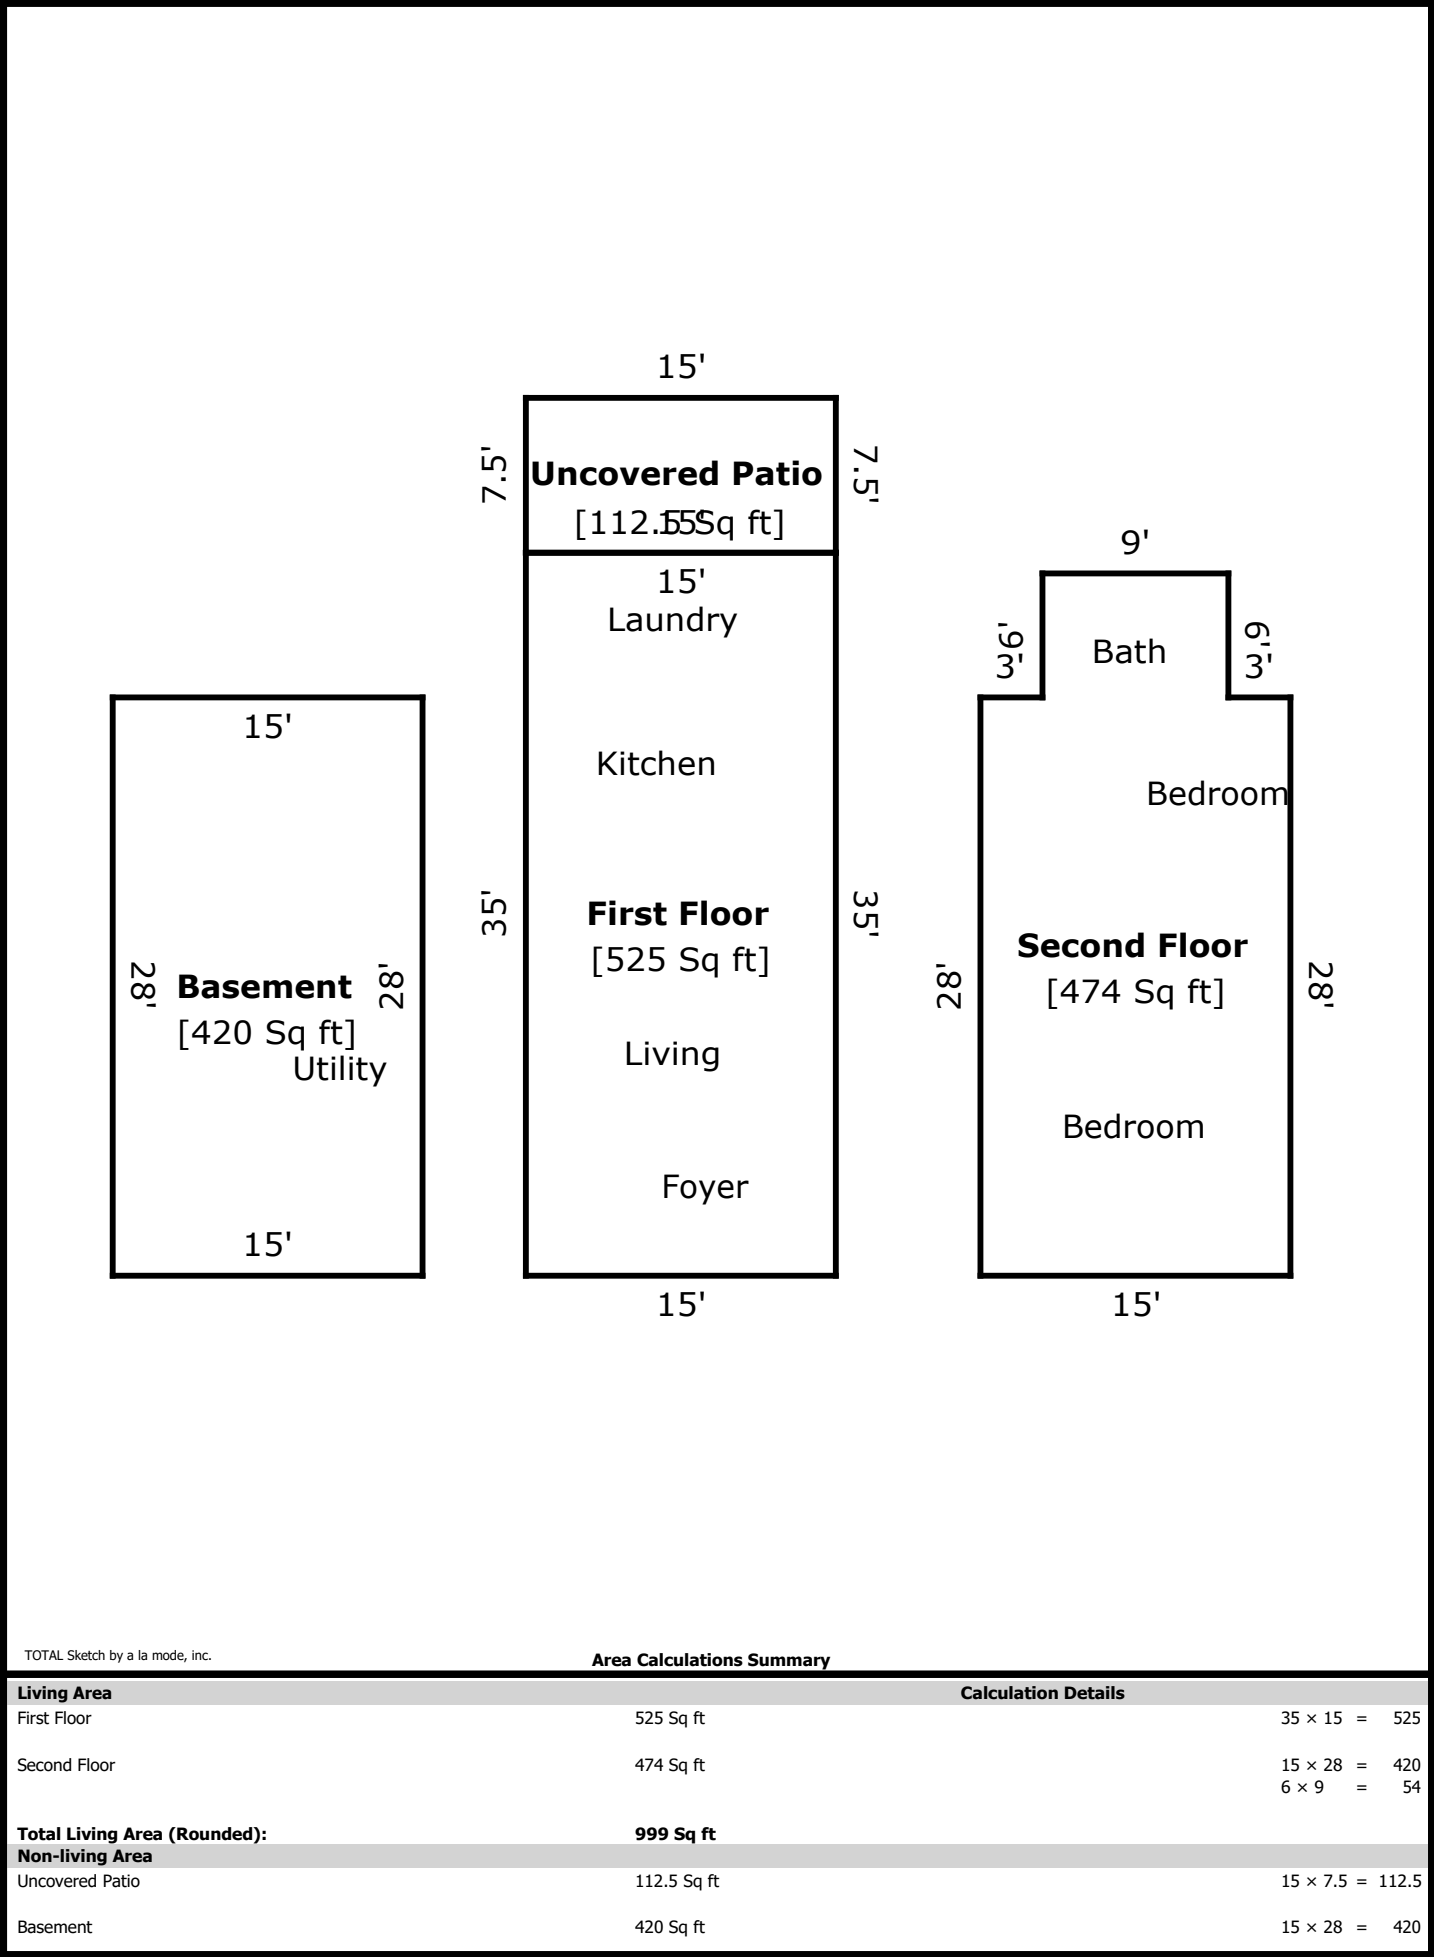 15'
7.5'
Uncovered Patio
7.5'
[112.5 Sq ft]
15'
9'
15'
Laundry
6'
3'
Bath
6'
3'
15'
Kitchen
Bedroom
35'
First Floor
35'
[525 Sq ft]
Second Floor
28'
Basement
28'
28'
[474 Sq ft]
28'
[420 Sq ft]
Utility
Living
Bedroom
Foyer
15'
15'
15'
TOTAL Sketch by a la mode, inc.
Area Calculations Summary
Living Area Calculation Details
First Floor 525 Sq ft 35 × 15 = 525
Second Floor 474 Sq ft 15 × 28 = 420
6 × 9 = 54
Total Living Area (Rounded): 999 Sq ft
Non-living Area
Uncovered Patio 112.5 Sq ft 15 × 7.5 = 112.5
Basement 420 Sq ft 15 × 28 = 420